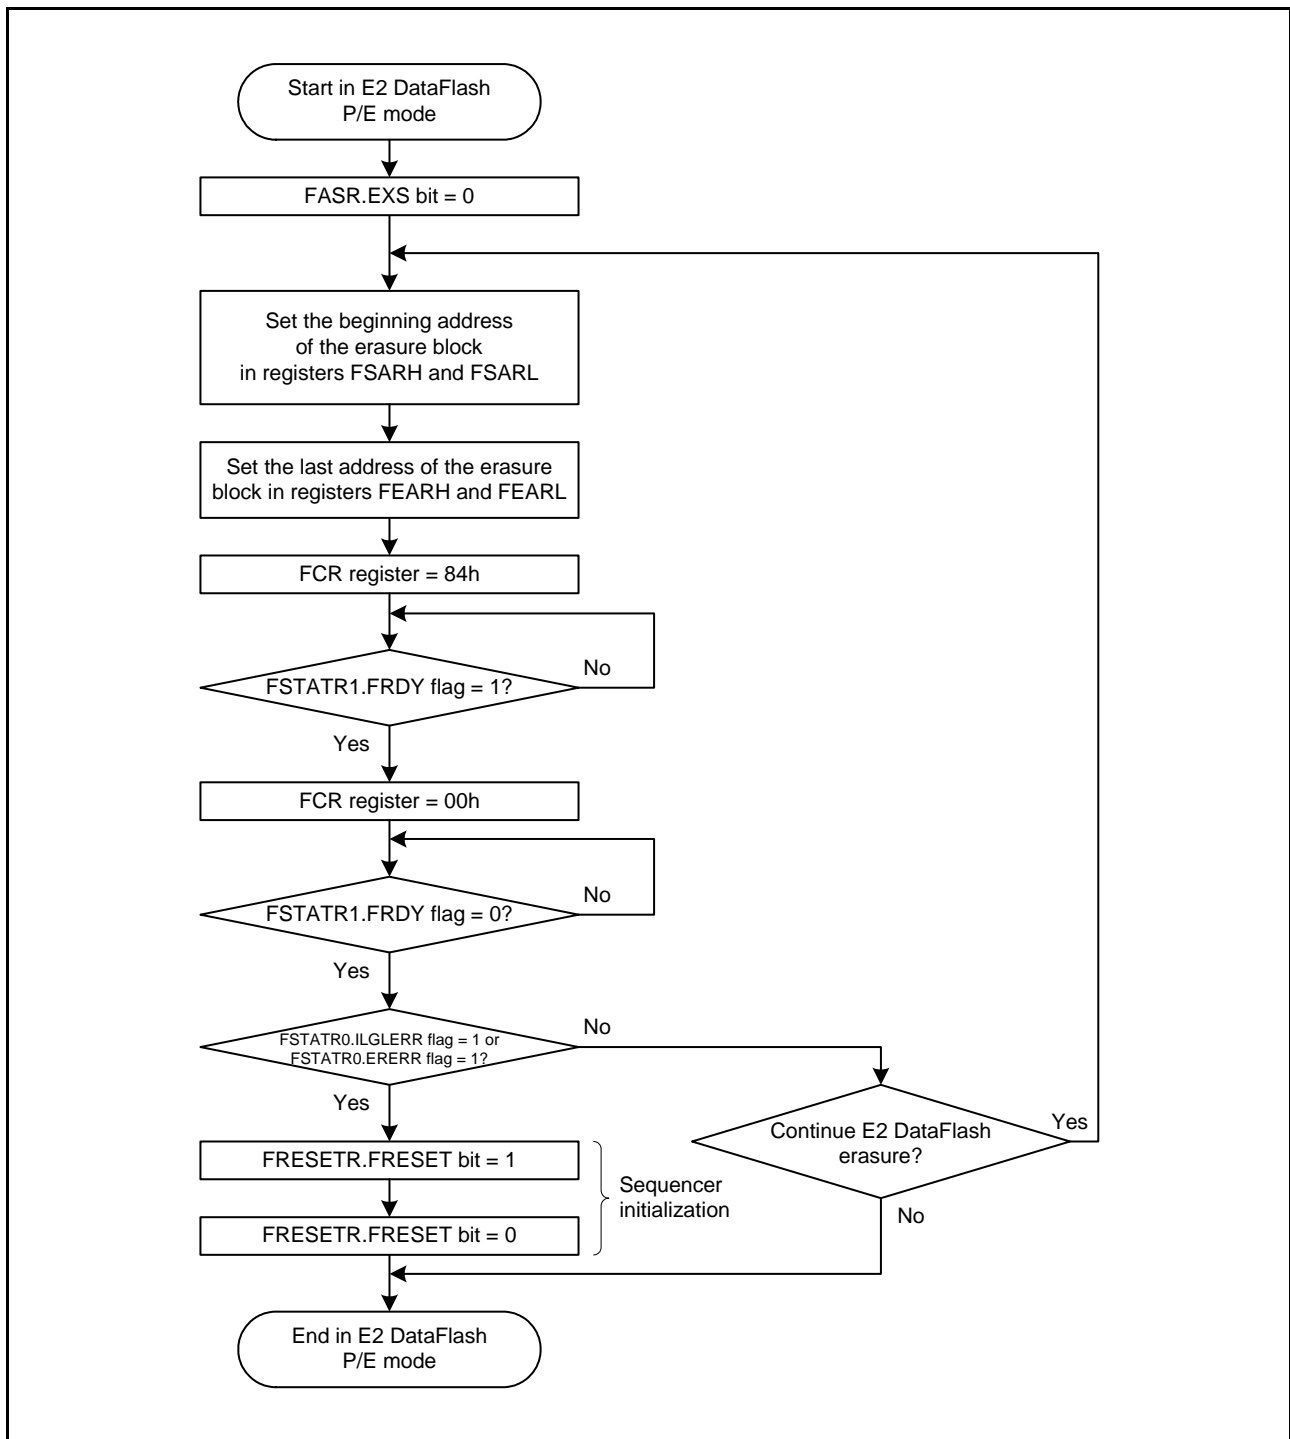 Start in E2 DataFlash
P/E mode
FASR.EXS bit = 0
Set the beginning address
of the erasure block
in registers FSARH and FSARL
Set the last address of the erasure
block in registers FEARH and FEARL
FCR register = 84h
FSTATR1.FRDY flag = 1?
No
Yes
FCR register = 00h
FSTATR1.FRDY flag = 0?
No
Yes
FSTATR0.ILGLERR flag = 1 or
FSTATR0.ERERR flag = 1?
No
Yes
Continue E2 DataFlash
erasure?
Yes
No
FRESETR.FRESET bit = 1
FRESETR.FRESET bit = 0
Sequencer
initialization
End in E2 DataFlash
P/E mode